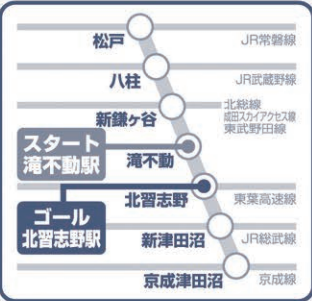 松戸
JR常磐線
八柱
JR武蔵野線
新鎌ヶ谷
北総線
成田スカイアクセス線
東武野田線
スタート
滝不動駅
滝不動
北習志野
東葉高速線
ゴール
北習志野駅
新津田沼
JR総武線
京成津田沼
京成線